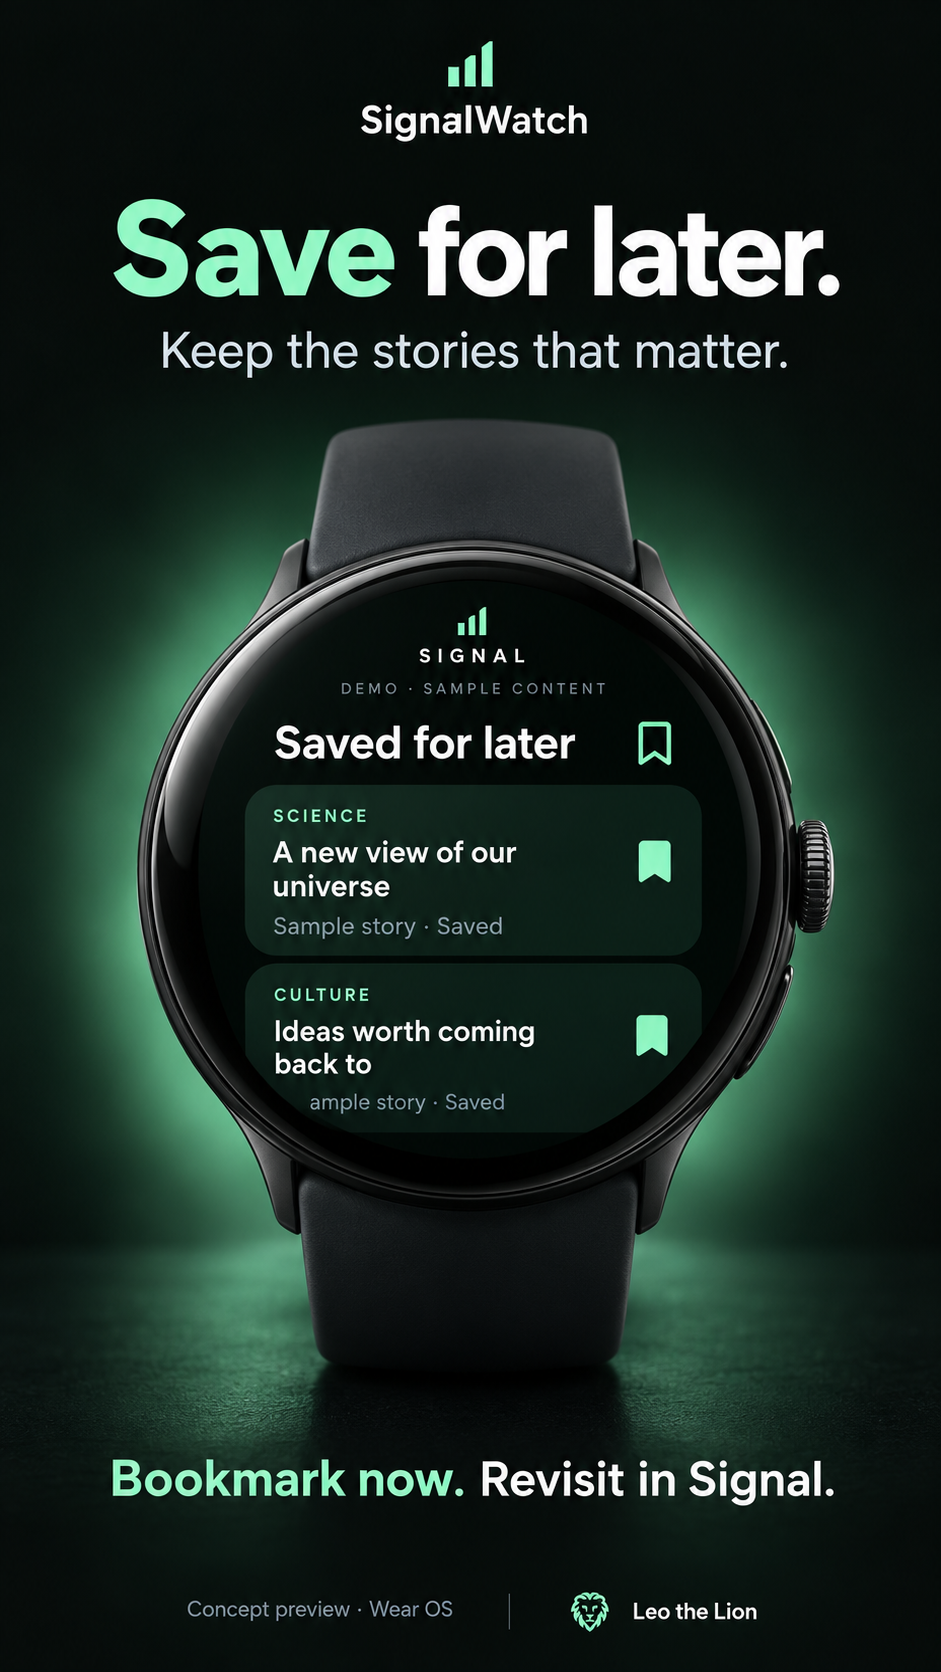 SignalWatch
Save for later.
Keep the stories that matter.
SIGNAL
DEMO · SAMPLE CONTENT
Saved for later
SCIENCE
A new view of our
universe
Sample story · Saved
CULTURE
Ideas worth coming
back to
ample story · Saved
Bookmark now. Revisit in Signal.
Concept preview · Wear OS
Leo the Lion